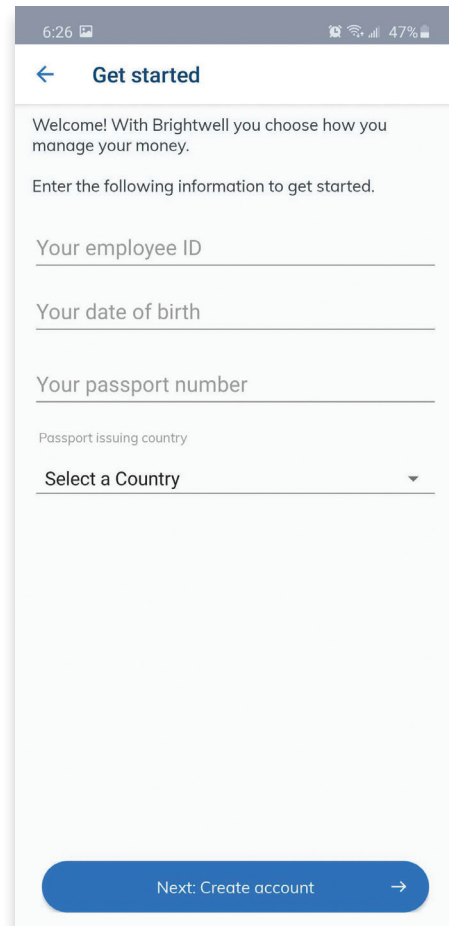 6:26 47%
Get started
Welcome! With Brightwell you choose how you
manage your money.
Enter the following information to get started.
Your employee ID
Your date of birth
Your passport number
Passport issuing country
Select a Country
Next: Create account